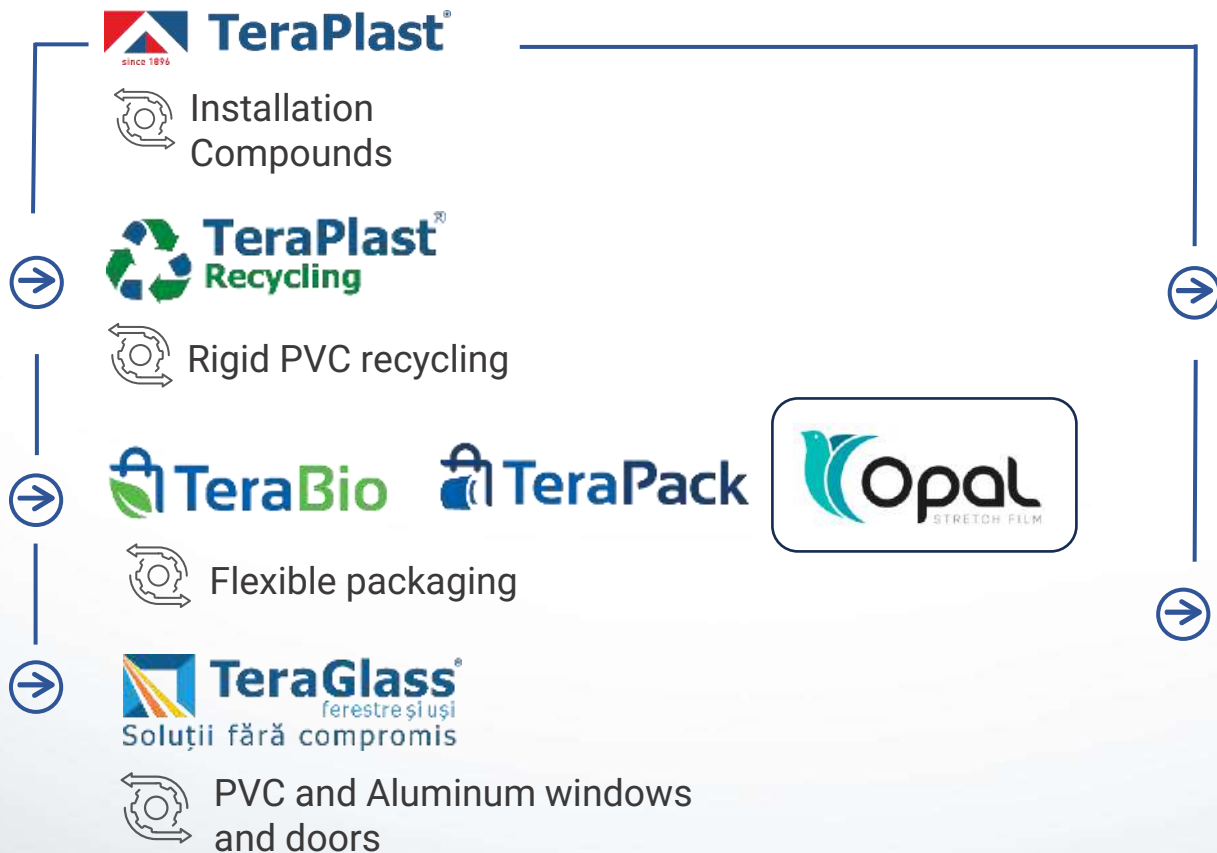 TeraPlast®
since 1896
Installation
Compounds
TeraPlast®
Recycling
Rigid PVC recycling
TeraBio
TeraPack
Opal
STRETCH FILM
Flexible packaging
TeraGlass®
ferestre și uși
Soluții fără compromis
PVC and Aluminum windows
and doors